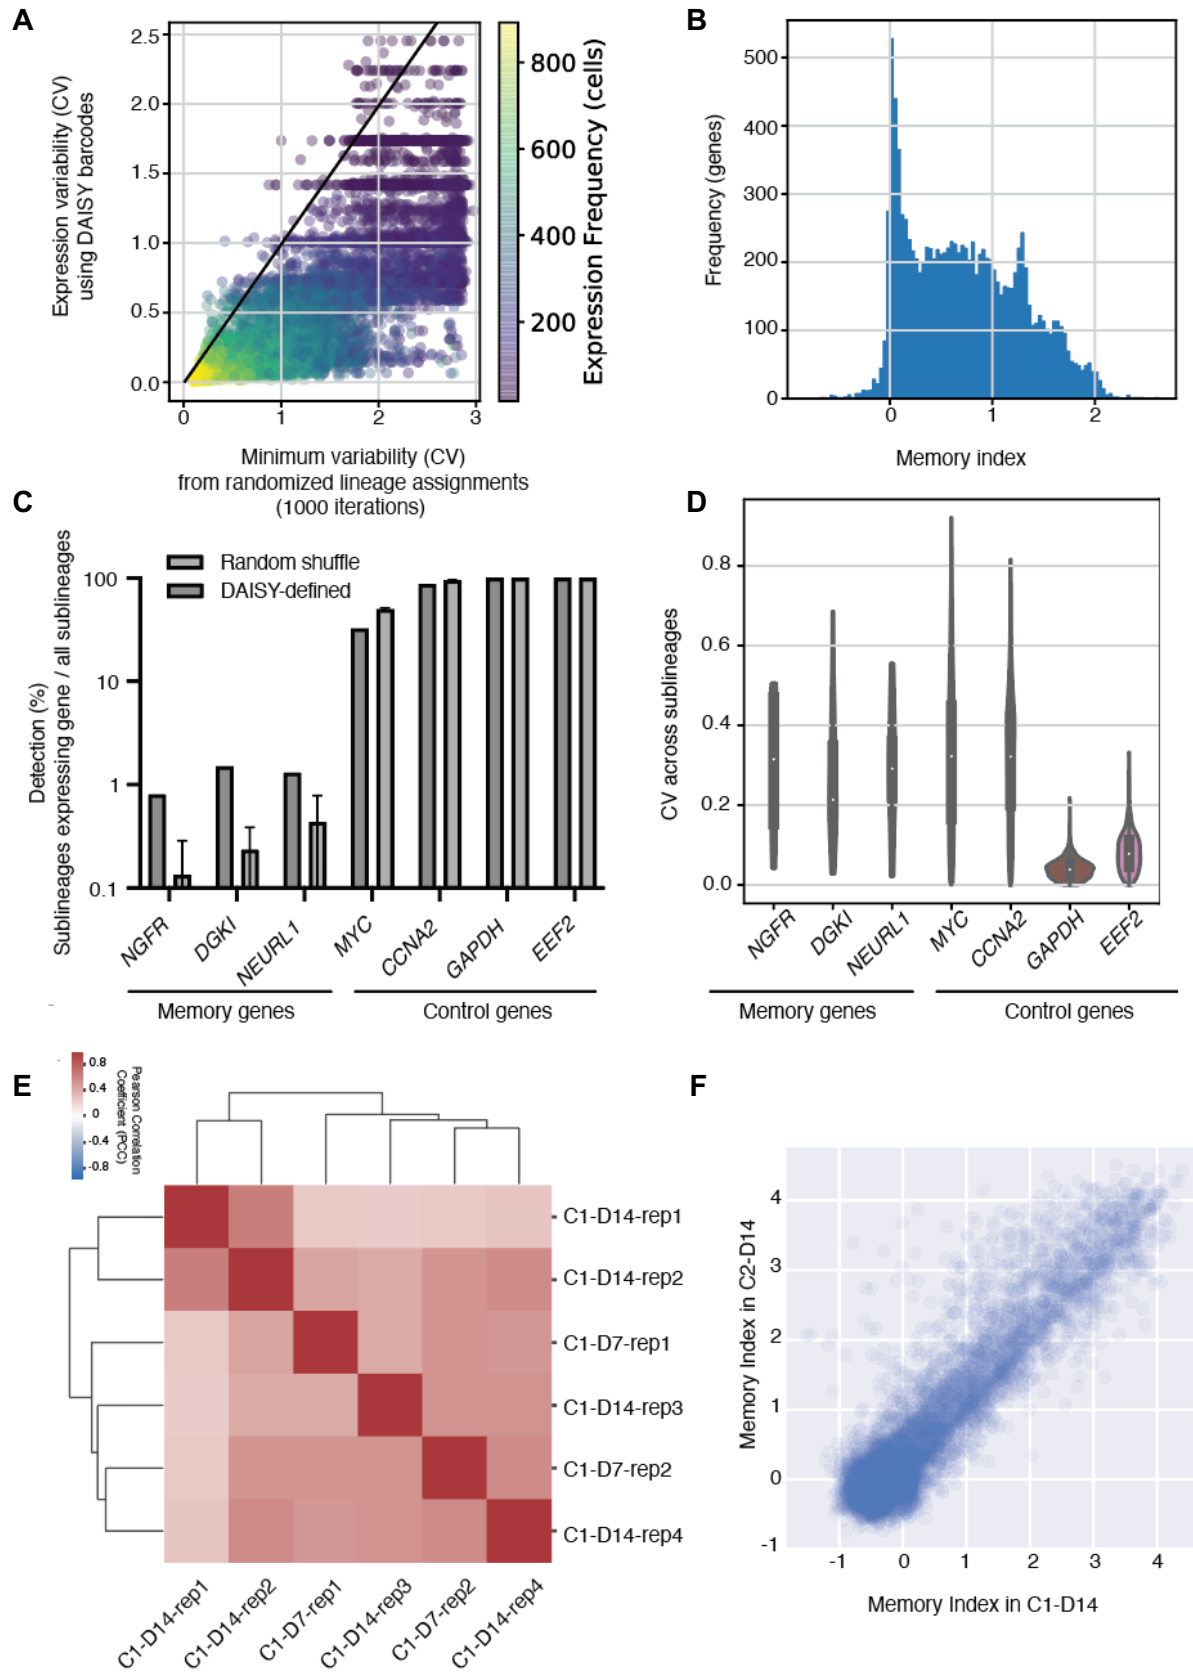 A
Expression variability (CV)
using DAISY barcodes
2.5
2.0
1.5
1.0
0.5
0.0
0
1
2
3
Minimum variability (CV)
from randomized lineage assignments
(1000 iterations)
800
600
400
200
Expression Frequency (cells)
B
Frequency (genes)
500
400
300
200
100
0
0
1
2
Memory index
C
Detection (%)
Sublineages expressing gene / all sublineages
Random shuffle
DAISY-defined
100
10
1
0.1
NGFR
DGKI
NEURL1
MYC
CCNA2
GAPDH
EEF2
Memory genes
Control genes
D
CV across sublineages
0.8
0.6
0.4
0.2
0.0
NGFR
DGKI
NEURL1
MYC
CCNA2
GAPDH
EEF2
Memory genes
Control genes
E
0.8
0.4
0
-0.4
-0.8
Pearson Correlation
Coefficient (PCC)
C1-D14-rep1
C1-D14-rep2
C1-D7-rep1
C1-D14-rep3
C1-D7-rep2
C1-D14-rep4
C1-D14-rep1
C1-D14-rep2
C1-D7-rep1
C1-D14-rep3
C1-D7-rep2
C1-D14-rep4
F
Memory Index in C2-D14
4
3
2
1
0
-1
-1
0
1
2
3
4
Memory Index in C1-D14